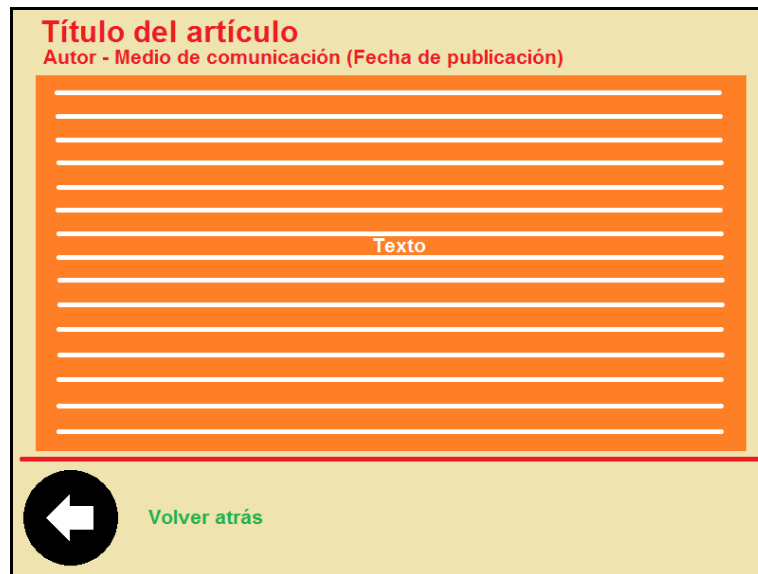 Título del artículo
Autor - Medio de comunicación (Fecha de publicación)
Texto
Volver atrás